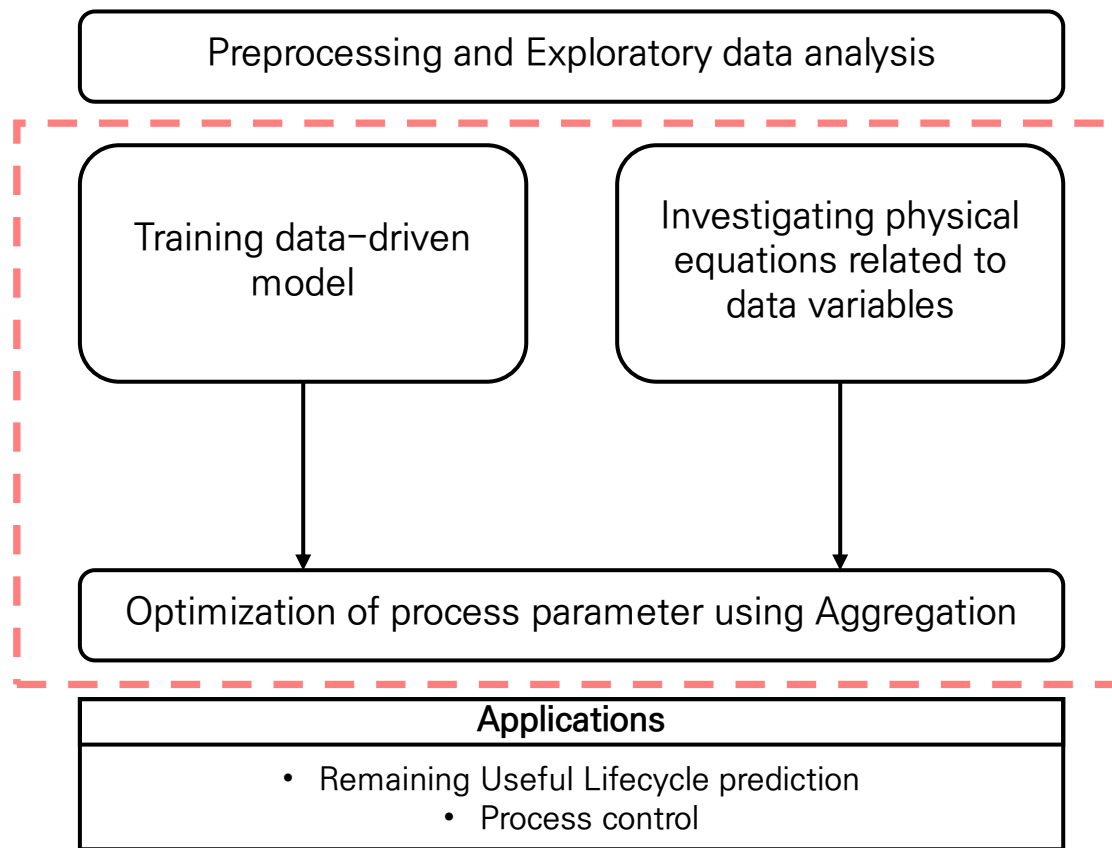 Preprocessing and Exploratory data analysis
Training data-driven
model
Investigating physical
equations related to
data variables
Optimization of process parameter using Aggregation
Applications
• Remaining Useful Lifecycle prediction
• Process control